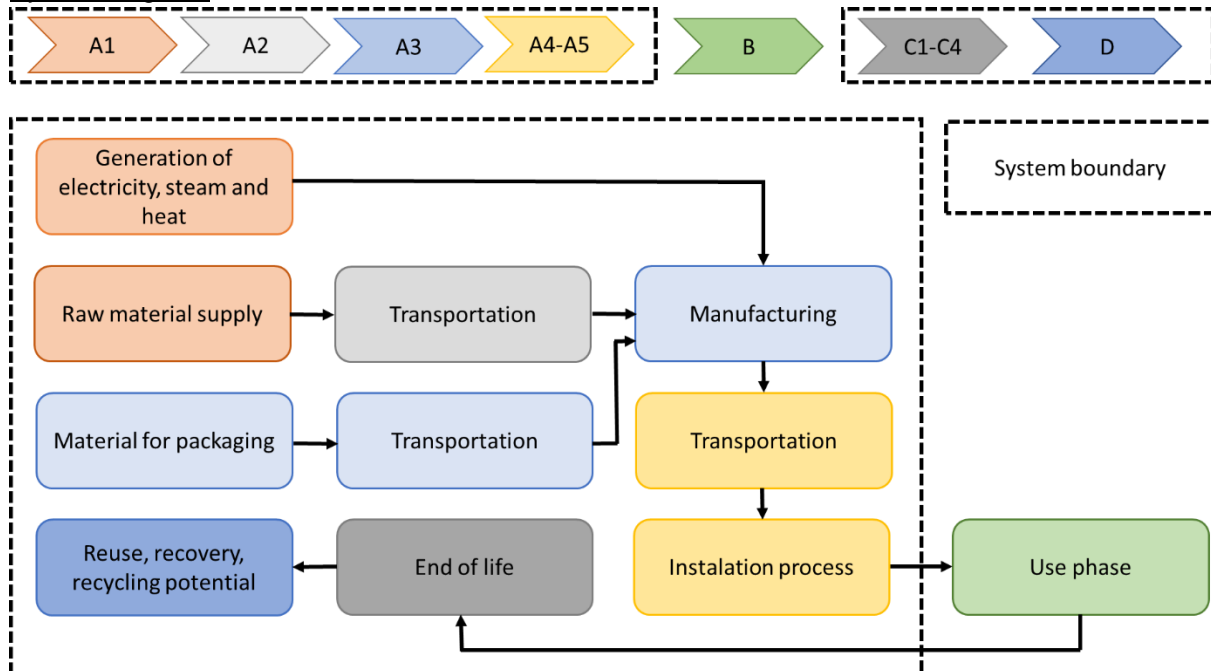 A1
A2
A3
A4-A5
B
C1-C4
D
Generation of
electricity, steam and
heat
System boundary
Raw material supply
Transportation
Manufacturing
Material for packaging
Transportation
Transportation
Reuse, recovery,
recycling potential
End of life
Instalation process
Use phase